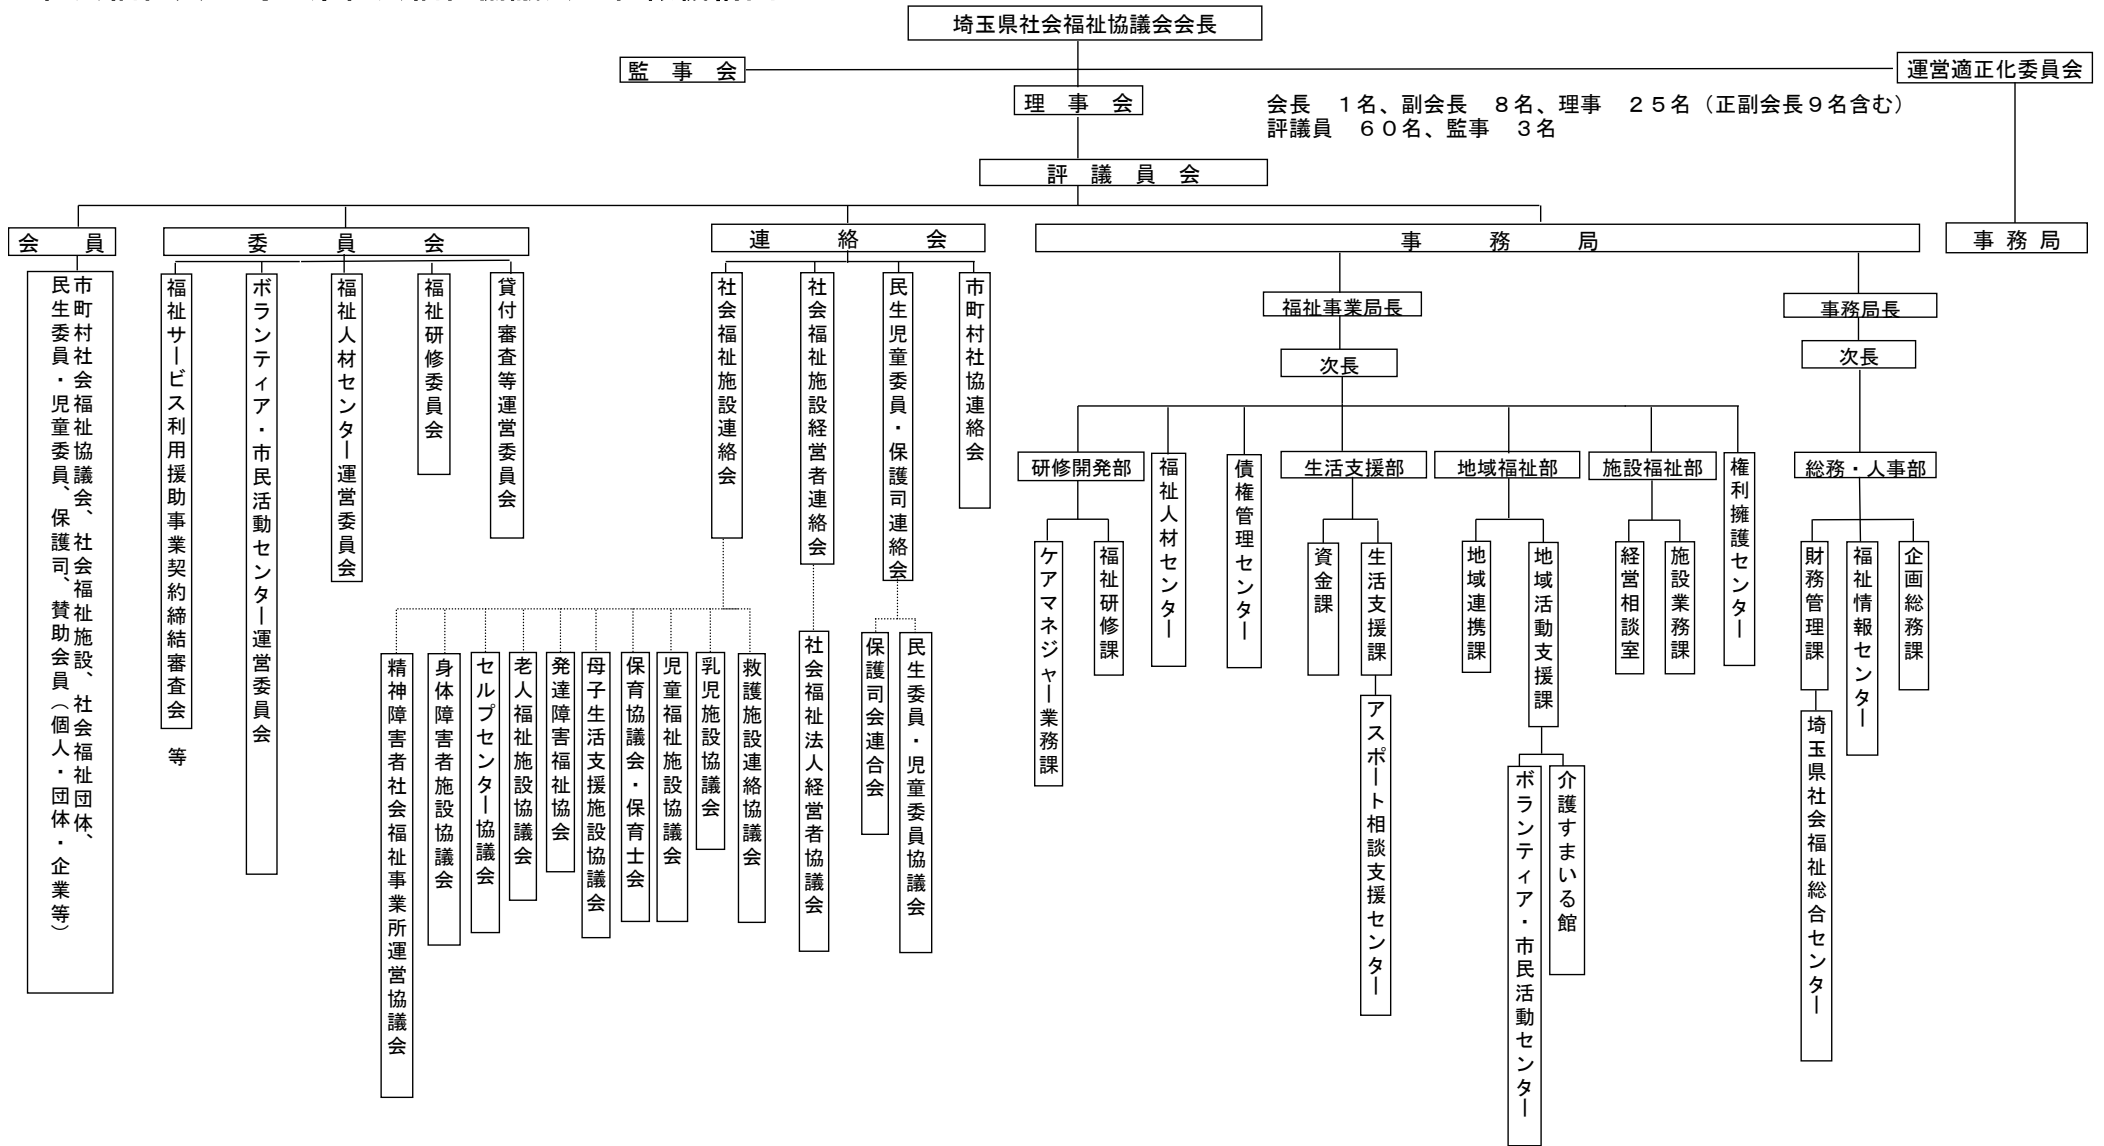 埼玉県社会福祉協議会会長
監　事　会
運営適正化委員会
理　事　会
会長　１名、副会長　８名、理事　２５名（正副会長９名含む）
評議員　６０名、監事　３名
評　議　員　会
会　員
委　員　会
連　絡　会
事　務　局
事 務 局
市町村社会福祉協議会、社会福祉施設、社会福祉団体、
民生委員・児童委員、保護司、賛助会員（個人・団体・企業等）
福祉サービス利用援助事業契約締結審査会
等
ボランティア・市民活動センター運営委員会
福祉人材センター運営委員会
福祉研修委員会
貸付審査等運営委員会
社会福祉施設連絡会
社会福祉施設経営者連絡会
民生児童委員・保護司連絡会
市町村社協連絡会
福祉事業局長
事務局長
次長
次長
研修開発部
福祉人材センター
債権管理センター
生活支援部
地域福祉部
施設福祉部
権利擁護センター
総務・人事部
ケアマネジャー業務課
福祉研修課
資金課
生活支援課
地域連携課
地域活動支援課
経営相談室
施設業務課
財務管理課
福祉情報センター
企画総務課
精神障害者社会福祉事業所運営協議会
身体障害者施設協議会
セルプセンター協議会
老人福祉施設協議会
発達障害福祉協会
母子生活支援施設協議会
保育協議会・保育士会
児童福祉施設協議会
乳児施設協議会
救護施設連絡協議会
社会福祉法人経営者協議会
保護司会連合会
民生委員・児童委員協議会
アスポート相談支援センター
ボランティア・市民活動センター
介護すまいる館
埼玉県社会福祉総合センター